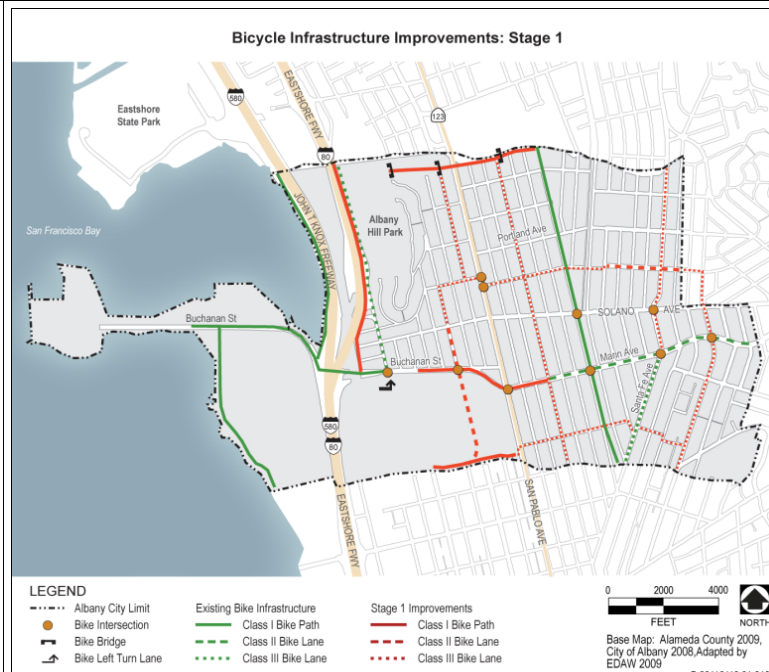 Bicycle Infrastructure Improvements: Stage 1
Eastshore
State Park
580
EASTSHORE FWY
123
80
JOHN T KNOX FREEWAY
Albany
Hill Park
San Francisco Bay
Portland Ave
Buchanan St
SOLANO AVE
Buchanan St
Marin Ave
Santa Fe Ave
580
80
EASTSHORE FWY
SAN PABLO AVE
LEGEND
Albany City Limit
Bike Intersection
Bike Bridge
Bike Left Turn Lane
Existing Bike Infrastructure
Class I Bike Path
Class II Bike Lane
Class III Bike Lane
Stage 1 Improvements
Class I Bike Path
Class II Bike Lane
Class III Bike Lane
0 2000 4000
FEET
NORTH
Base Map: Alameda County 2009,
City of Albany 2008,Adapted by
EDAW 2009